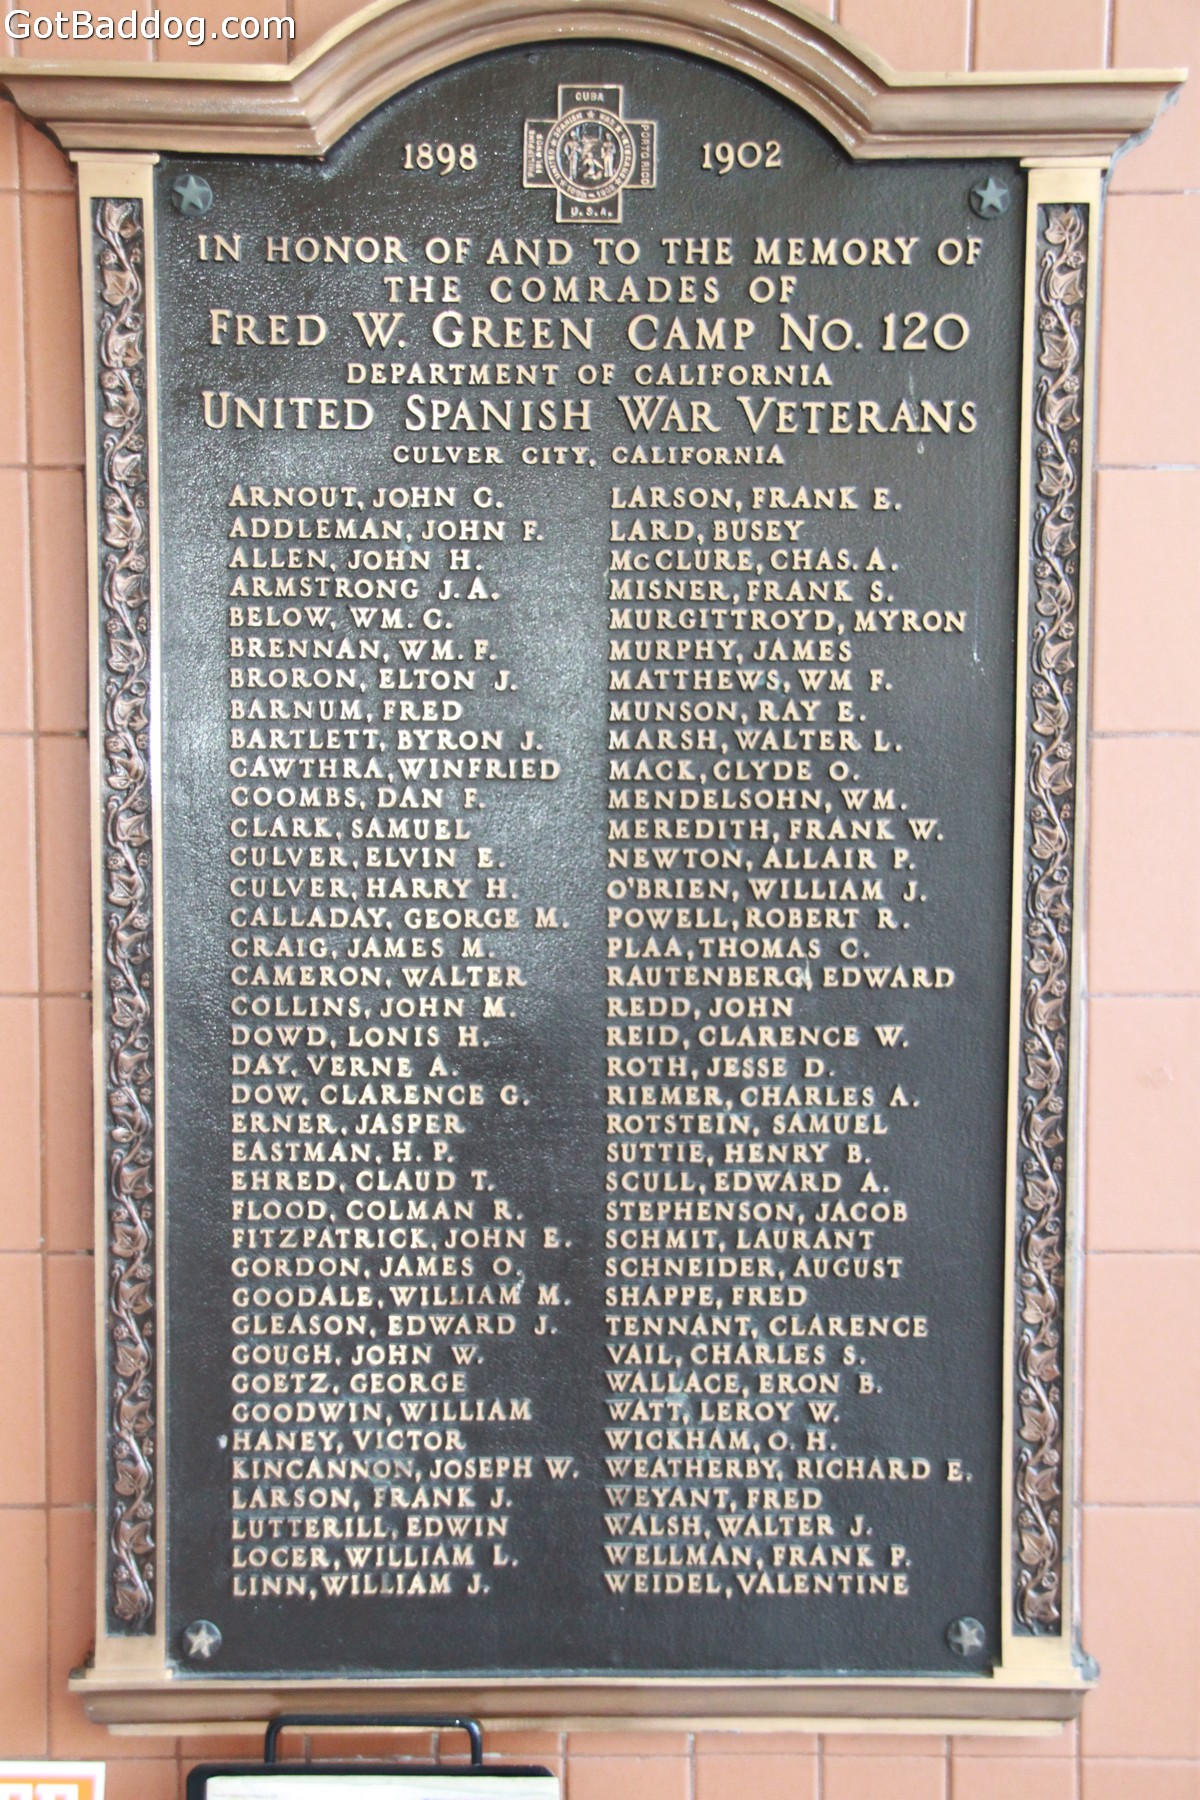 GotBaddog.com
CUBA
1898
PHILIPPINE
ISLANDS
UNITED ★ SPANISH ★ WAR ★ VETERANS
1898 - 1902
PORTO RICO
1902
U.S.A.
IN HONOR OF AND TO THE MEMORY OF
THE COMRADES OF
FRED W. GREEN CAMP NO. 120
DEPARTMENT OF CALIFORNIA
UNITED SPANISH WAR VETERANS
CULVER CITY, CALIFORNIA
ARNOUT, JOHN C.
ADDLEMAN, JOHN F.
ALLEN, JOHN H.
ARMSTRONG J. A.
BELOW, WM. C.
BRENNAN, WM. F.
BRORON, ELTON J.
BARNUM, FRED
BARTLETT, BYRON J.
CAWTHRA, WINFRIED
COOMBS, DAN F.
CLARK, SAMUEL
CULVER, ELVIN E.
CULVER, HARRY H.
CALLADAY, GEORGE M.
CRAIG, JAMES M.
CAMERON, WALTER
COLLINS, JOHN M.
DOWD, LONIS H.
DAY, VERNE A.
DOW, CLARENCE G.
ERNER, JASPER
EASTMAN, H. P.
EHRED, CLAUD T.
FLOOD, COLMAN R.
FITZPATRICK, JOHN E.
GORDON, JAMES O.
GOODALE, WILLIAM M.
GLEASON, EDWARD J.
GOUGH, JOHN W.
GOETZ, GEORGE
GOODWIN, WILLIAM
HANEY, VICTOR
KINCANNON, JOSEPH W.
LARSON, FRANK J.
LUTTERILL, EDWIN
LOCER, WILLIAM L.
LINN, WILLIAM J.
LARSON, FRANK E.
LARD, BUSEY
McCLURE, CHAS. A.
MISNER, FRANK S.
MURGITTROYD, MYRON
MURPHY, JAMES
MATTHEWS, WM F.
MUNSON, RAY E.
MARSH, WALTER L.
MACK, CLYDE O.
MENDELSOHN, WM.
MEREDITH, FRANK W.
NEWTON, ALLAIR P.
O'BRIEN, WILLIAM J.
POWELL, ROBERT R.
PLAA, THOMAS C.
RAUTENBERG, EDWARD
REDD, JOHN
REID, CLARENCE W.
ROTH, JESSE D.
RIEMER, CHARLES A.
ROTSTEIN, SAMUEL
SUTTIE, HENRY B.
SCULL, EDWARD A.
STEPHENSON, JACOB
SCHMIT, LAURANT
SCHNEIDER, AUGUST
SHAPPE, FRED
TENNANT, CLARENCE
VAIL, CHARLES S.
WALLACE, ERON B.
WATT, LEROY W.
WICKHAM, O. H.
WEATHERBY, RICHARD E.
WEYANT, FRED
WALSH, WALTER J.
WELLMAN, FRANK P.
WEIDEL, VALENTINE